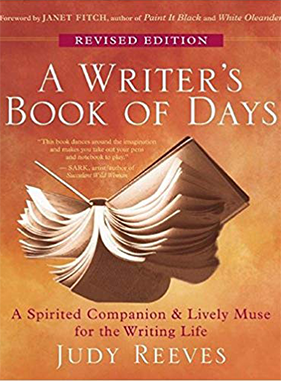 Foreword by JANET FITCH, author of Paint It Black and White Oleander
REVISED EDITION
A WRITER'S
BOOK OF DAYS
"This book dances around the imagination
and makes you take out your pens
and notebook to play."
— SARK, artist/author of
Succulent Wild Woman
A Spirited Companion & Lively Muse
for the Writing Life
JUDY REEVES